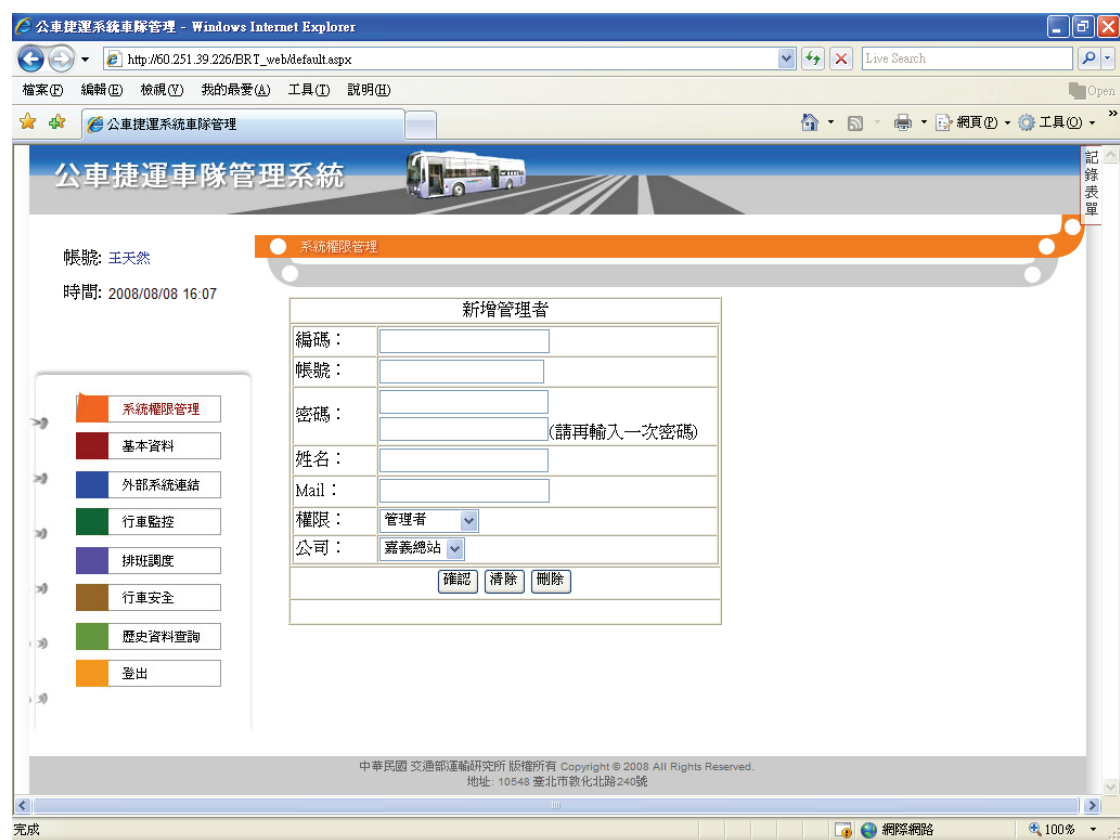 公車捷運系統車隊管理 - Windows Internet Explorer
http://60.251.39.226/BRT_web/default.aspx
Live Search
檔案(F) 編輯(E) 檢視(V) 我的最愛(A) 工具(T) 說明(H)
Open
公車捷運系統車隊管理
網頁(P) 工具(O)
公車捷運車隊管理系統
記錄表單
帳號: 王天然
時間: 2008/08/08 16:07
系統權限管理
新增管理者
編碼：
帳號：
密碼：
(請再輸入一次密碼)
姓名：
Mail：
權限： 管理者
公司： 嘉義總站
確認 清除 刪除
系統權限管理
基本資料
外部系統連結
行車監控
排班調度
行車安全
歷史資料查詢
登出
中華民國 交通部運輸研究所 版權所有 Copyright © 2008 All Rights Reserved.
地址: 10548 臺北市敦化北路240號
完成
網際網路
100%